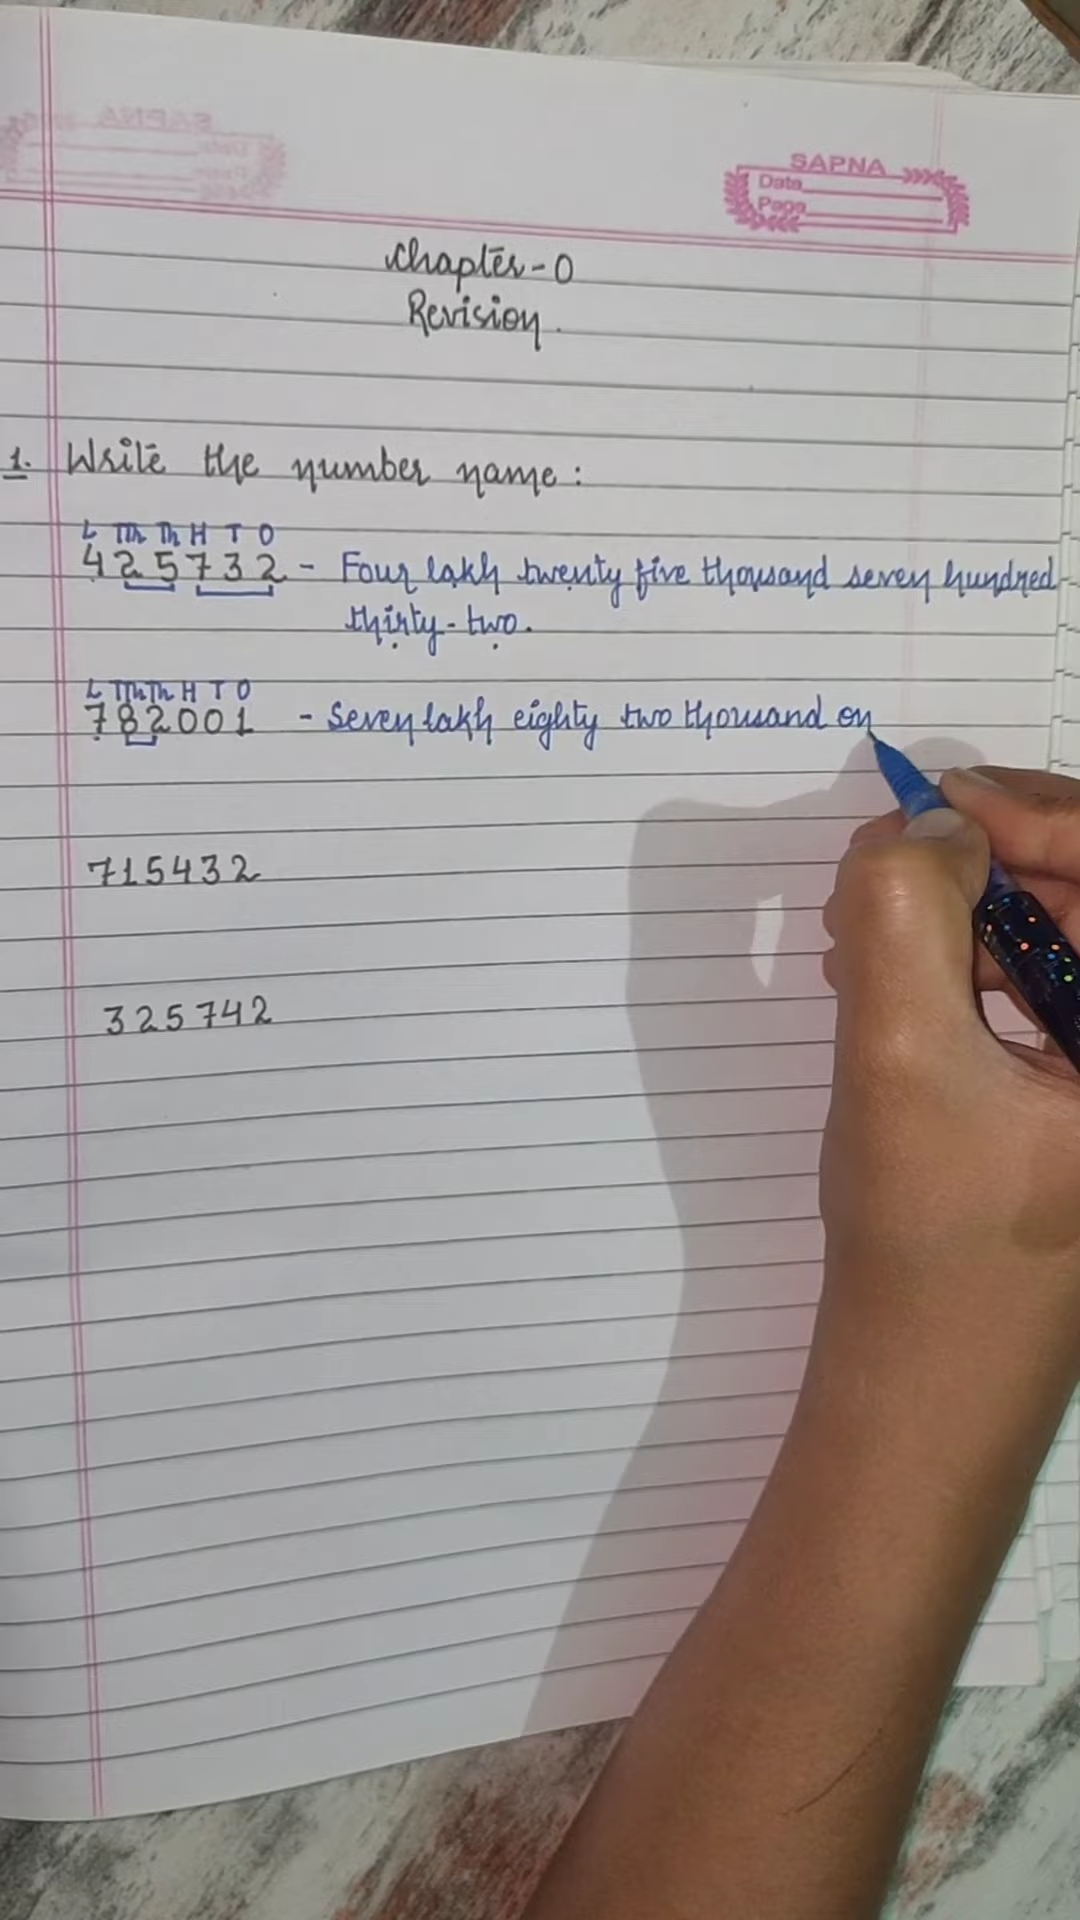 SAPNA
SAPNA
Date
Page
Chapter-0
Revision.
1. Write the number name:
L TTh Th H T O
425732 - Four lakh twenty five thousand seven hundred
thirty-two.
L TTh Th H T O
782001 - Seven lakh eighty two thousand on
715432
325742